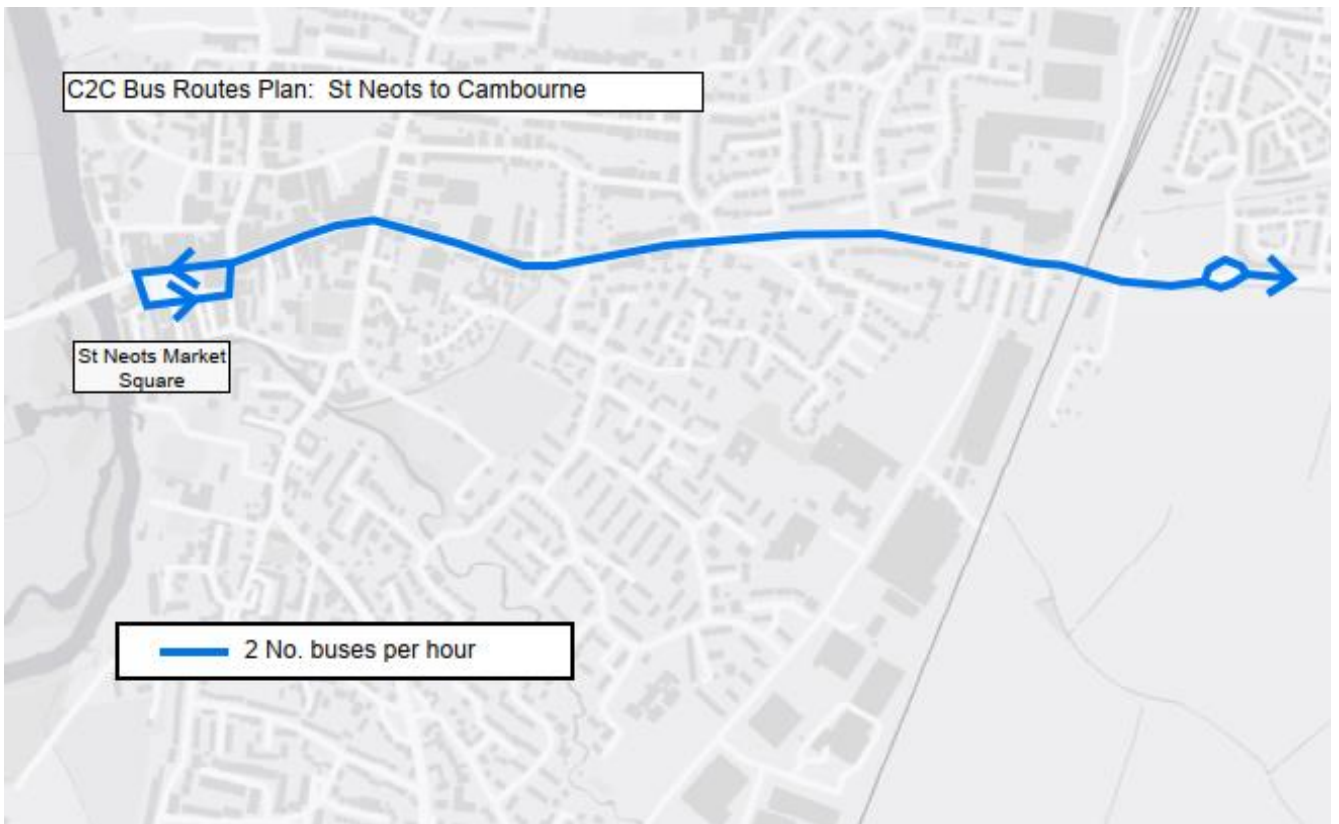 C2C Bus Routes Plan: St Neots to Cambourne
St Neots Market
Square
2 No. buses per hour